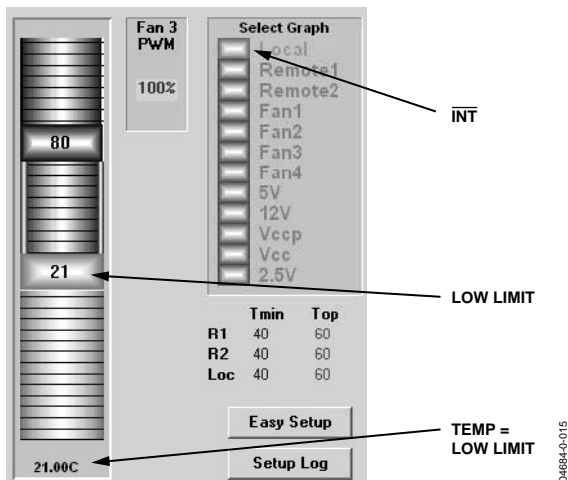 Fan 3
PWM
100%
80
21
21.00C
Select Graph
Local
Remote1
Remote2
Fan1
Fan2
Fan3
Fan4
5V
12V
Vccp
Vcc
2.5V
Tmin Top
R1 40 60
R2 40 60
Loc 40 60
Easy Setup
Setup Log
INT
LOW LIMIT
TEMP =
LOW LIMIT
04684-0-015